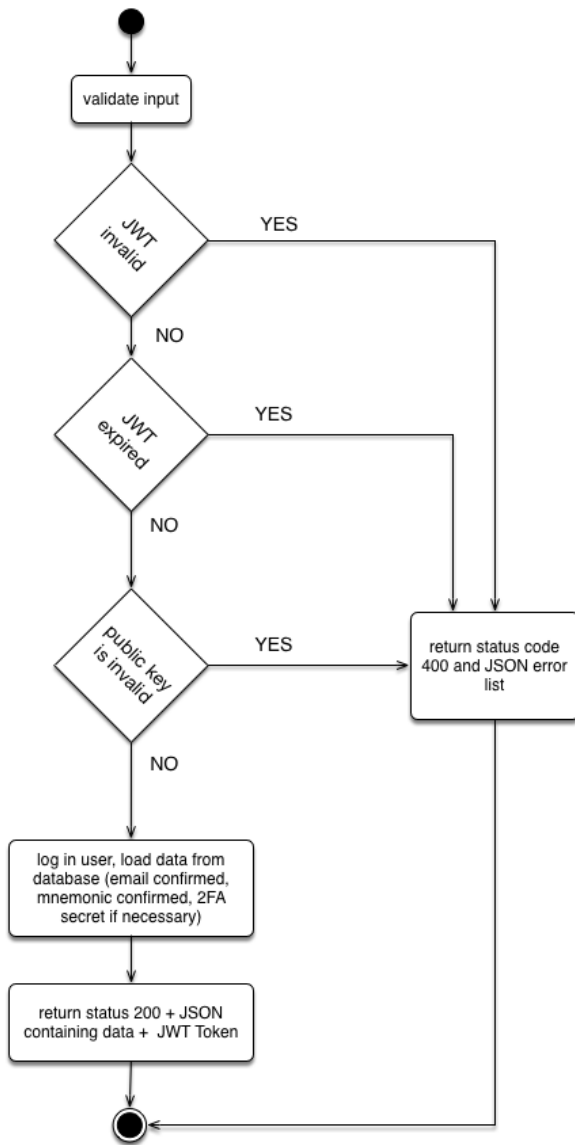 validate input
JWT
invalid
YES
NO
JWT
expired
YES
NO
public key
is invalid
YES
return status code
400 and JSON error
list
NO
log in user, load data from
database (email confirmed,
mnemonic confirmed, 2FA
secret if necessary)
return status 200 + JSON
containing data + JWT Token